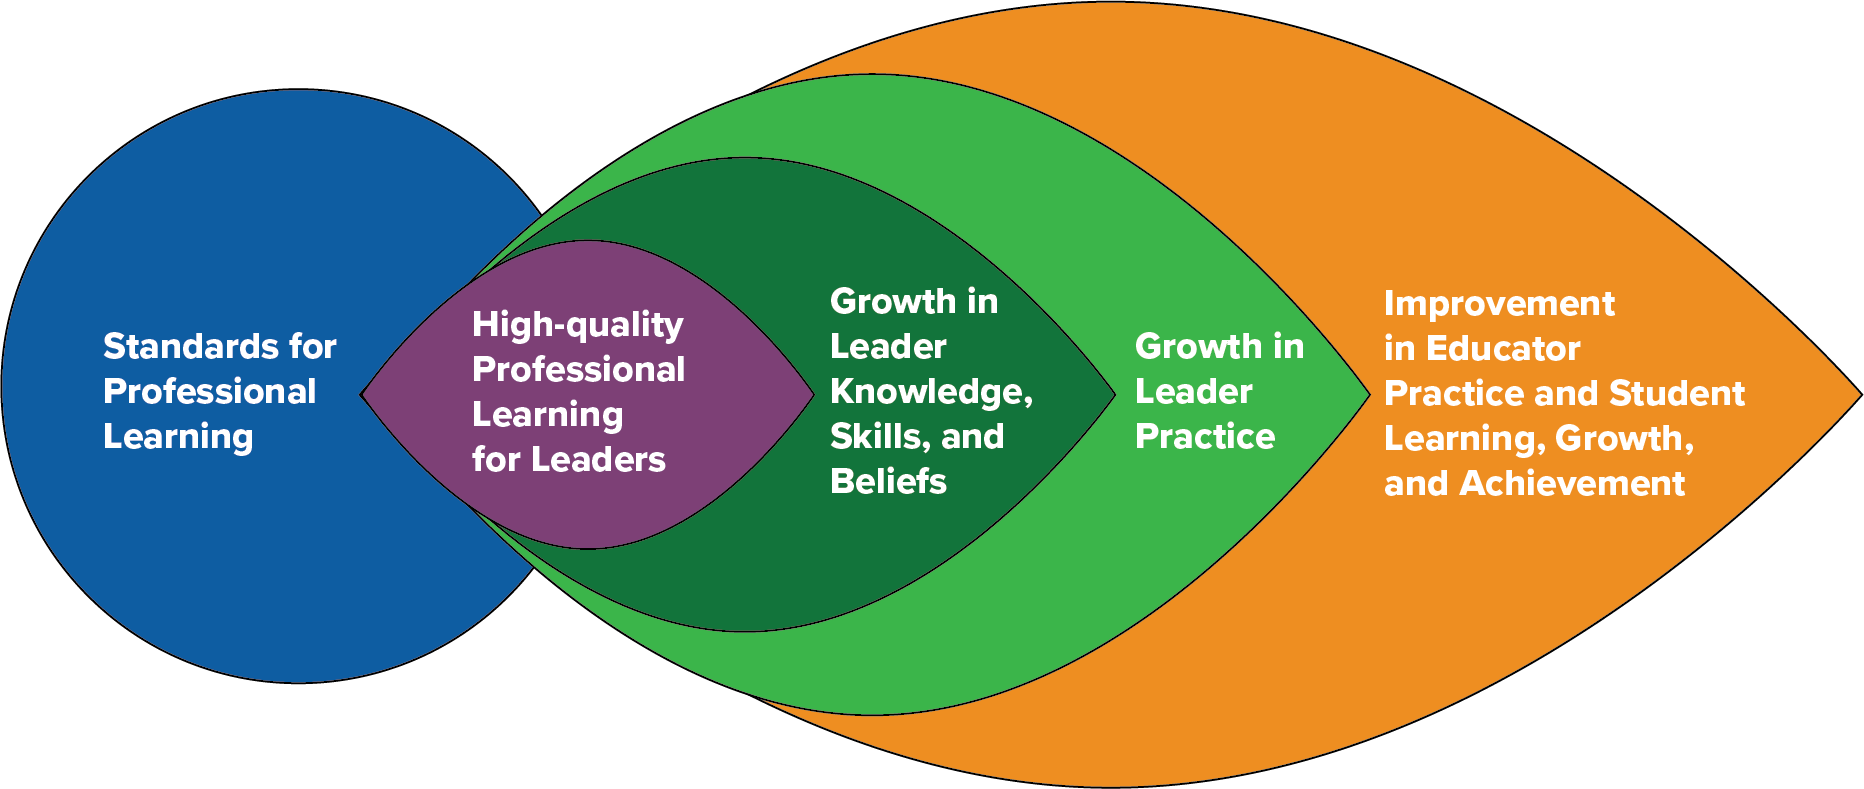 Standards for
Professional
Learning
High-quality
Professional
Learning
for Leaders
Growth in
Leader
Knowledge,
Skills, and
Beliefs
Growth in
Leader
Practice
Improvement
in Educator
Practice and Student
Learning, Growth,
and Achievement